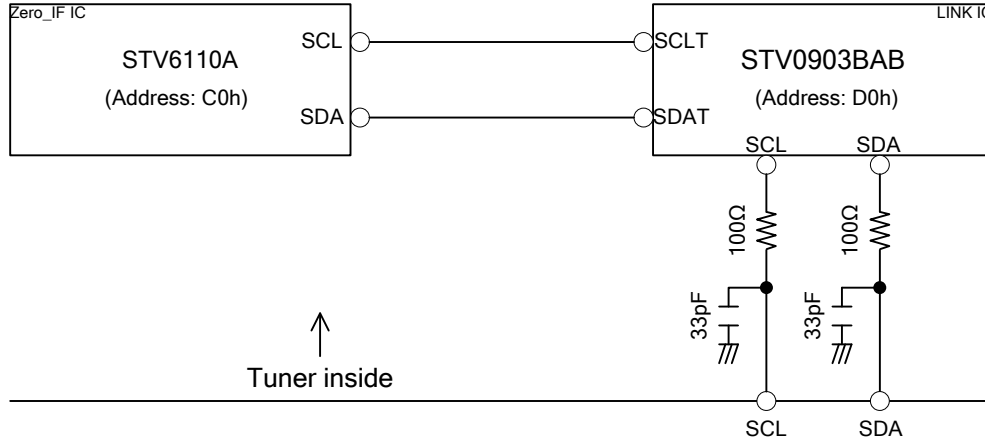 Zero_IF IC
LINK IC
STV6110A
(Address: C0h)
SCL
SDA
SCLT
SDAT
STV0903BAB
(Address: D0h)
SCL
SDA
100Ω
100Ω
33pF
33pF
Tuner inside
SCL
SDA